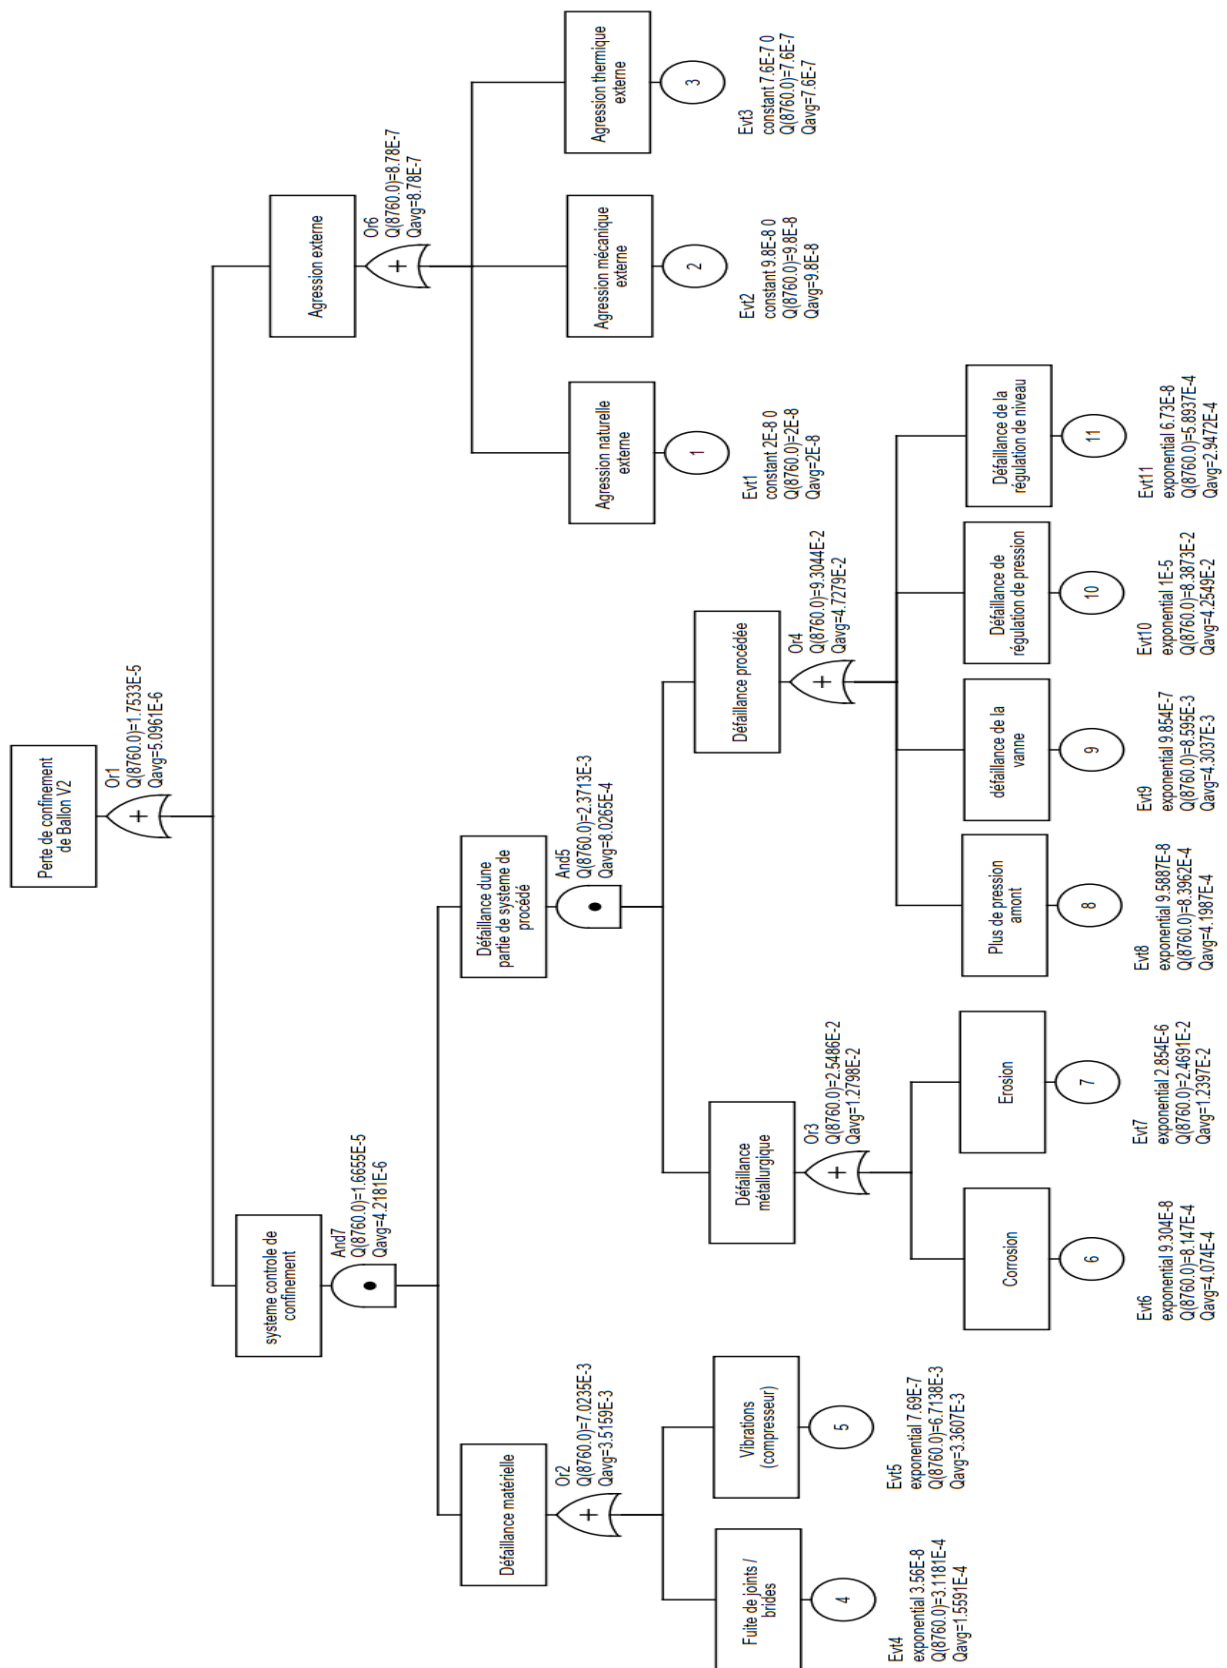 Perte de confinement
de Ballon V2
Or1
Q(8760.0)=1.7533E-5
Qavg=5.0961E-6
+
systeme controle de
confinement
And7
Q(8760.0)=1.6655E-5
Qavg=4.2181E-6
Agression externe
Or6
Q(8760.0)=8.78E-7
Qavg=8.78E-7
+
Défaillance matérielle
Or2
Q(8760.0)=7.0235E-3
Qavg=3.5159E-3
+
Défaillance dune
partie de systeme de
procédé
And5
Q(8760.0)=2.3713E-3
Qavg=8.0265E-4
Agression naturelle
externe
1
Evt1
constant 2E-8 0
Q(8760.0)=2E-8
Qavg=2E-8
Agression mécanique
externe
2
Evt2
constant 9.8E-8 0
Q(8760.0)=9.8E-8
Qavg=9.8E-8
Agression thermique
externe
3
Evt3
constant 7.6E-7 0
Q(8760.0)=7.6E-7
Qavg=7.6E-7
Fuite de joints /
brides
4
Evt4
exponential 3.56E-8
Q(8760.0)=3.1181E-4
Qavg=1.5591E-4
Vibrations
(compresseur)
5
Evt5
exponential 7.69E-7
Q(8760.0)=6.7138E-3
Qavg=3.3607E-3
Défaillance
métallurgique
Or3
Q(8760.0)=2.5486E-2
Qavg=1.2798E-2
+
Défaillance procédée
Or4
Q(8760.0)=9.3044E-2
Qavg=4.7279E-2
+
Corrosion
6
Evt6
exponential 9.304E-8
Q(8760.0)=8.147E-4
Qavg=4.074E-4
Erosion
7
Evt7
exponential 2.854E-6
Q(8760.0)=2.4691E-2
Qavg=1.2397E-2
Plus de pression
amont
8
Evt8
exponential 9.5887E-8
Q(8760.0)=8.3962E-4
Qavg=4.1987E-4
défaillance de la
vanne
9
Evt9
exponential 9.854E-7
Q(8760.0)=8.595E-3
Qavg=4.3037E-3
Défaillance de
régulation de pression
10
Evt10
exponential 1E-5
Q(8760.0)=8.3873E-2
Qavg=4.2549E-2
Défaillance de la
régulation de niveau
11
Evt11
exponential 6.73E-8
Q(8760.0)=5.8937E-4
Qavg=2.9472E-4